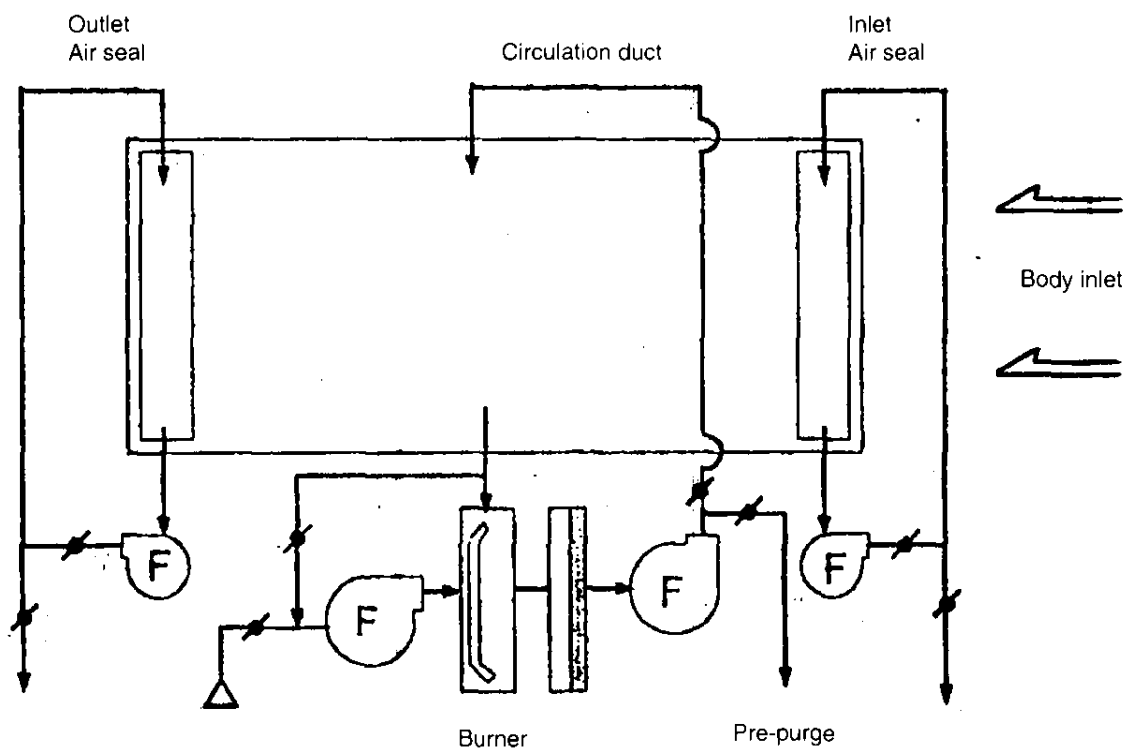 Outlet
Air seal
Circulation duct
Inlet
Air seal
Body inlet
F
F
F
F
Burner
Pre-purge